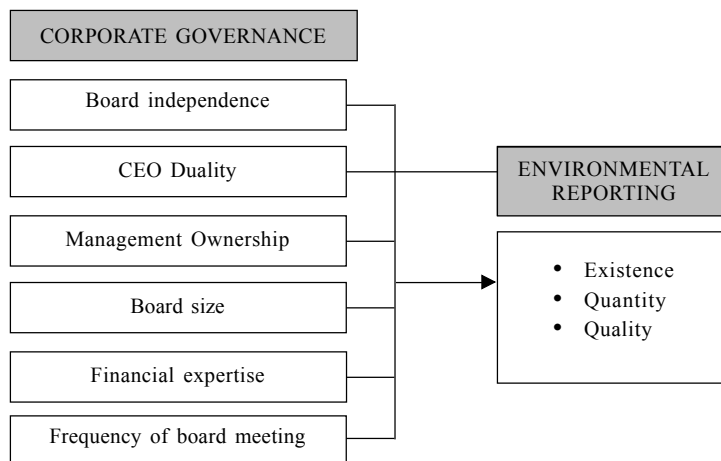 CORPORATE GOVERNANCE
Board independence
CEO Duality
Management Ownership
Board size
Financial expertise
Frequency of board meeting
ENVIRONMENTAL
REPORTING
• Existence
• Quantity
• Quality